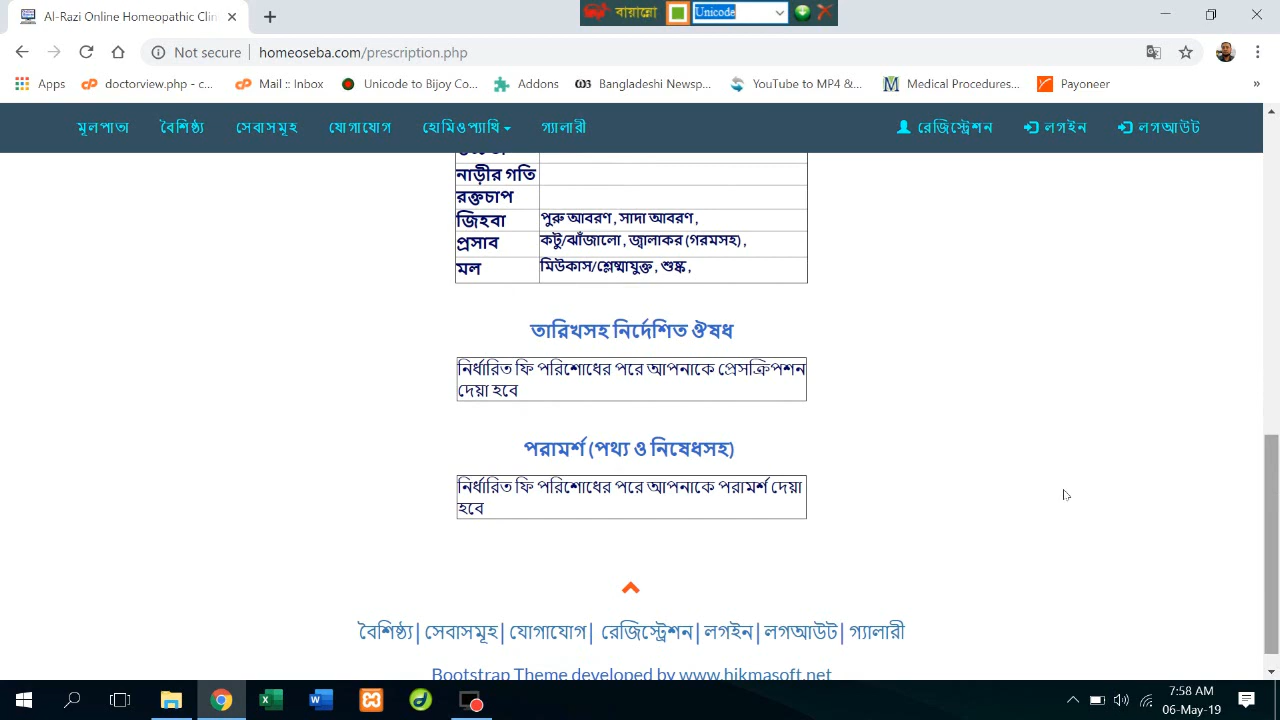 Al-Razi Online Homeopathic Clin
বায়ান্নো
Unicode
Not secure
homeoseba.com/prescription.php
Apps
doctorview.php - c...
Mail :: Inbox
Unicode to Bijoy Co...
Addons
Bangladeshi Newsp...
YouTube to MP4 &...
Medical Procedures...
Payoneer
»
মূলপাতা
বৈশিষ্ঠ্য
সেবাসমূহ
যোগাযোগ
হোমিওপ্যাথি
গ্যালারী
রেজিস্ট্রেশন
লগইন
লগআউট
নাড়ীর গতি
রক্তচাপ
জিহবা পুরু আবরণ , সাদা আবরণ ,
প্রসাব কটু/ঝাঁজালো , জ্বালাকর (গরমসহ) ,
মল মিউকাস/শ্লেষ্মাযুক্ত , শুষ্ক ,
তারিখসহ নির্দেশিত ঔষধ
নির্ধারিত ফি পরিশোধের পরে আপনাকে প্রেসক্রিপশন
দেয়া হবে
পরামর্শ (পথ্য ও নিষেধসহ)
নির্ধারিত ফি পরিশোধের পরে আপনাকে পরামর্শ দেয়া
হবে
বৈশিষ্ঠ্য| সেবাসমূহ| যোগাযোগ| রেজিস্ট্রেশন| লগইন| লগআউট| গ্যালারী
Bootstrap Theme developed by www.hikmasoft.net
7:58 AM
06-May-19